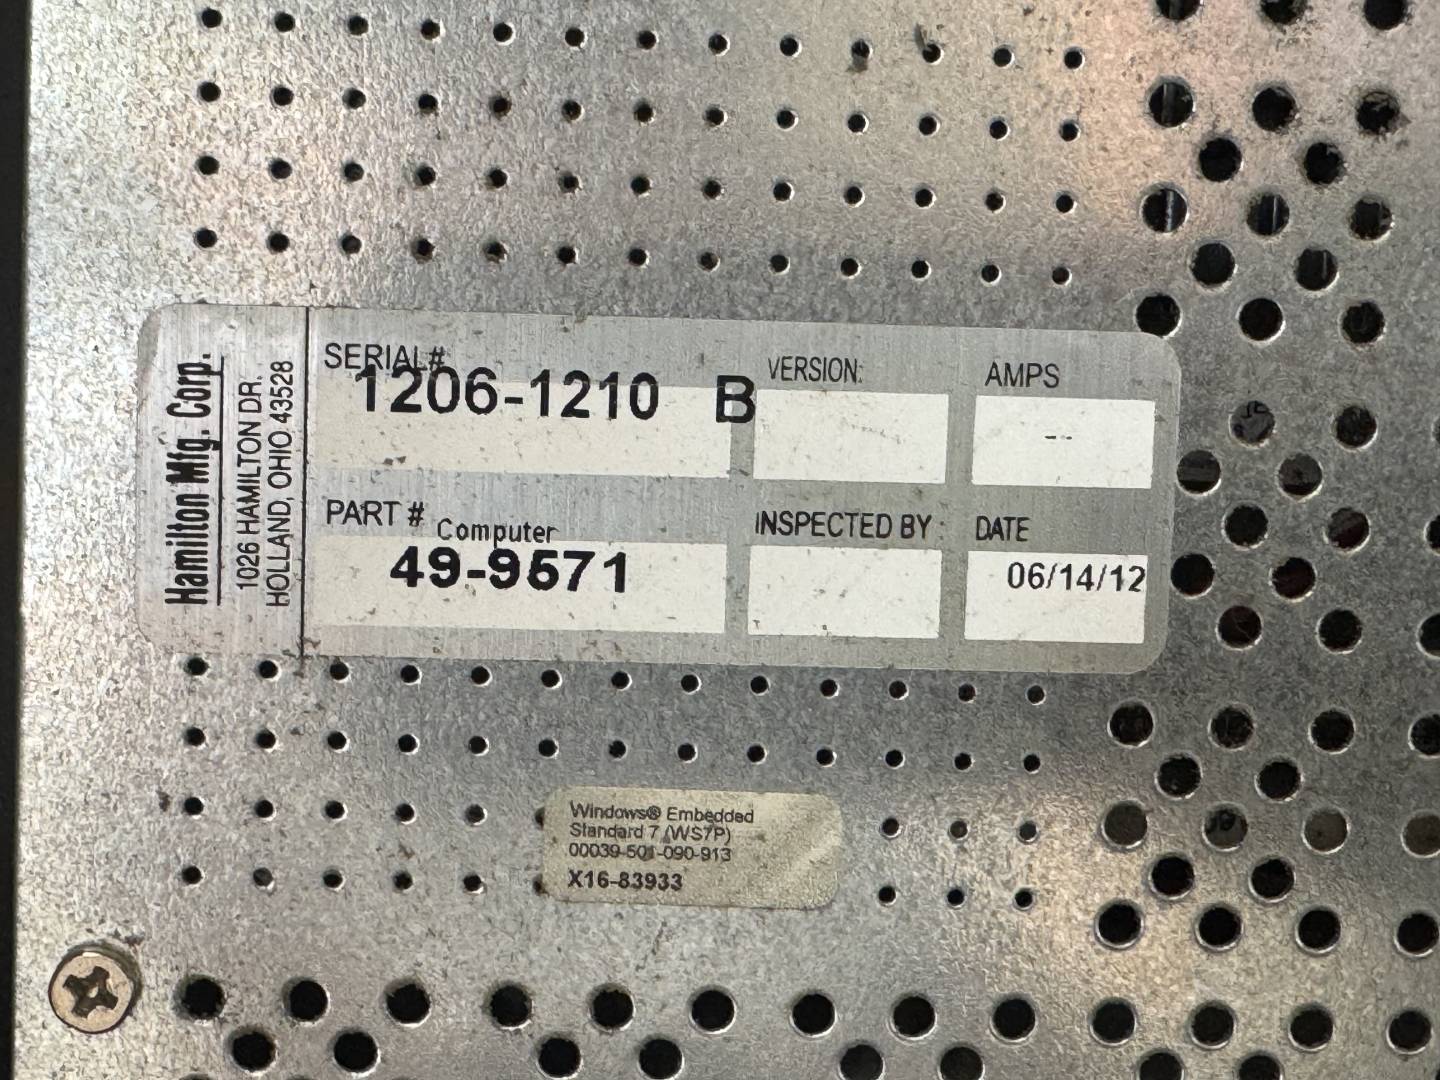 Hamilton Mfg. Corp.
1026 HAMILTON DR.
HOLLAND, OHIO 43528
SERIAL#
1206-1210 B
VERSION:
AMPS
--
PART # Computer
49-9571
INSPECTED BY :
DATE
06/14/12
Windows® Embedded
Standard 7 (WS7P)
00039-501-090-913
X16-83933